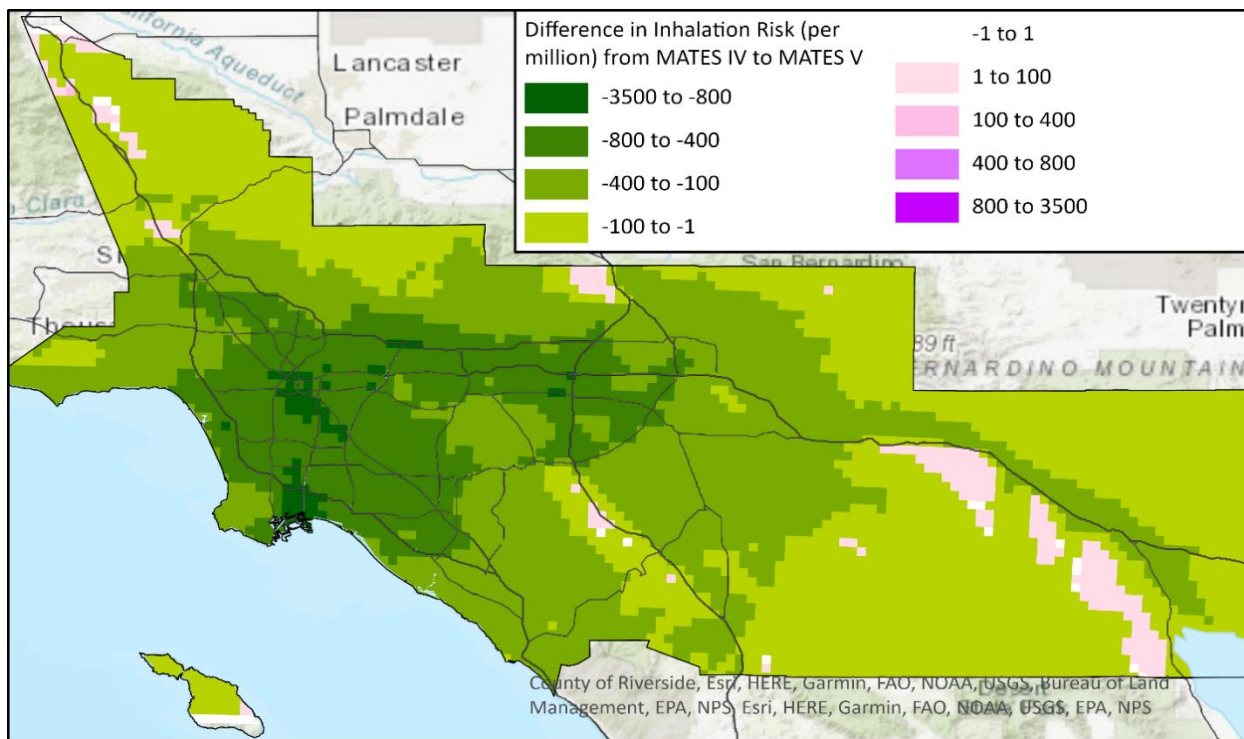 California Aqueduct
Lancaster
Palmdale
Difference in Inhalation Risk (per
million) from MATES IV to MATES V
-3500 to -800
-800 to -400
-400 to -100
-100 to -1
-1 to 1
1 to 100
100 to 400
400 to 800
800 to 3500
Clara
San Bernardino
Twentyn
Palm
89 ft
ERNARDINO MOUNTAIN
County of Riverside, Esri, HERE, Garmin, FAO, NOAA, USGS, Bureau of Land
Management, EPA, NPS, Esri, HERE, Garmin, FAO, NOAA, USGS, EPA, NPS